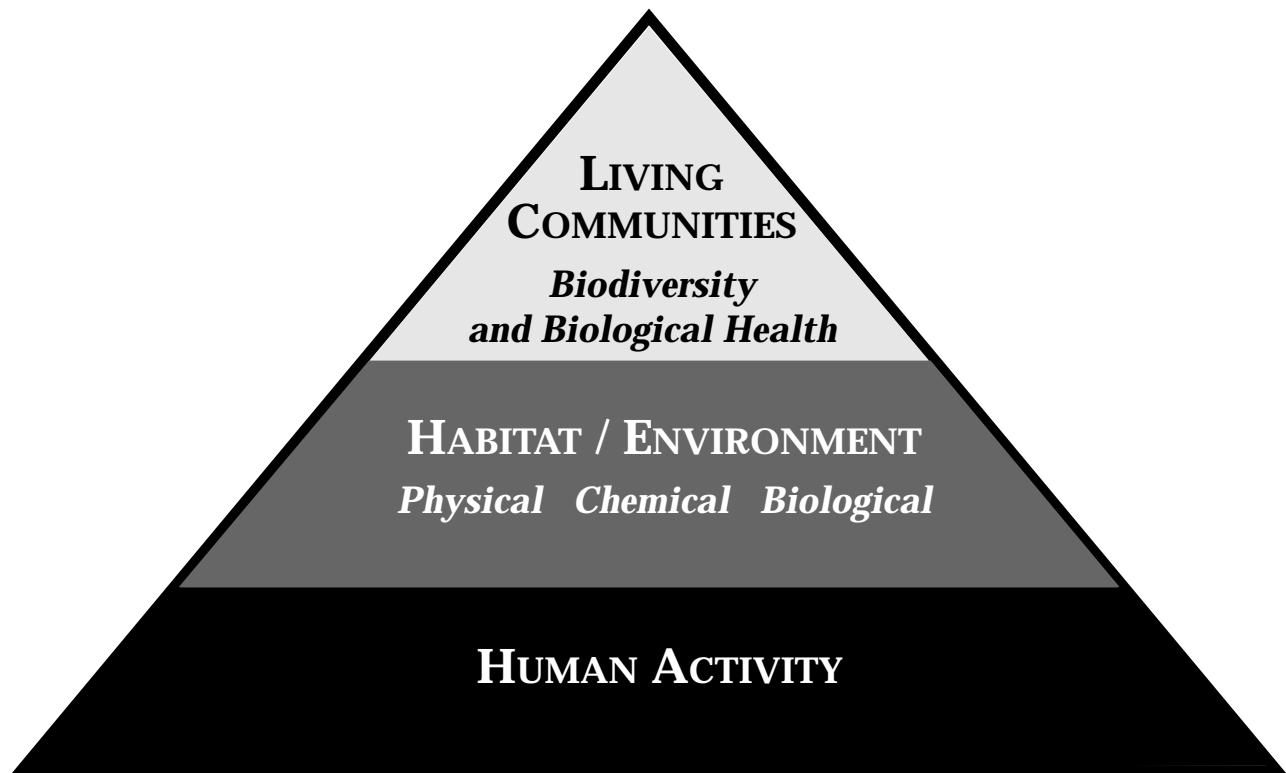 LIVING
COMMUNITIES
Biodiversity
and Biological Health
HABITAT / ENVIRONMENT
Physical Chemical Biological
HUMAN ACTIVITY